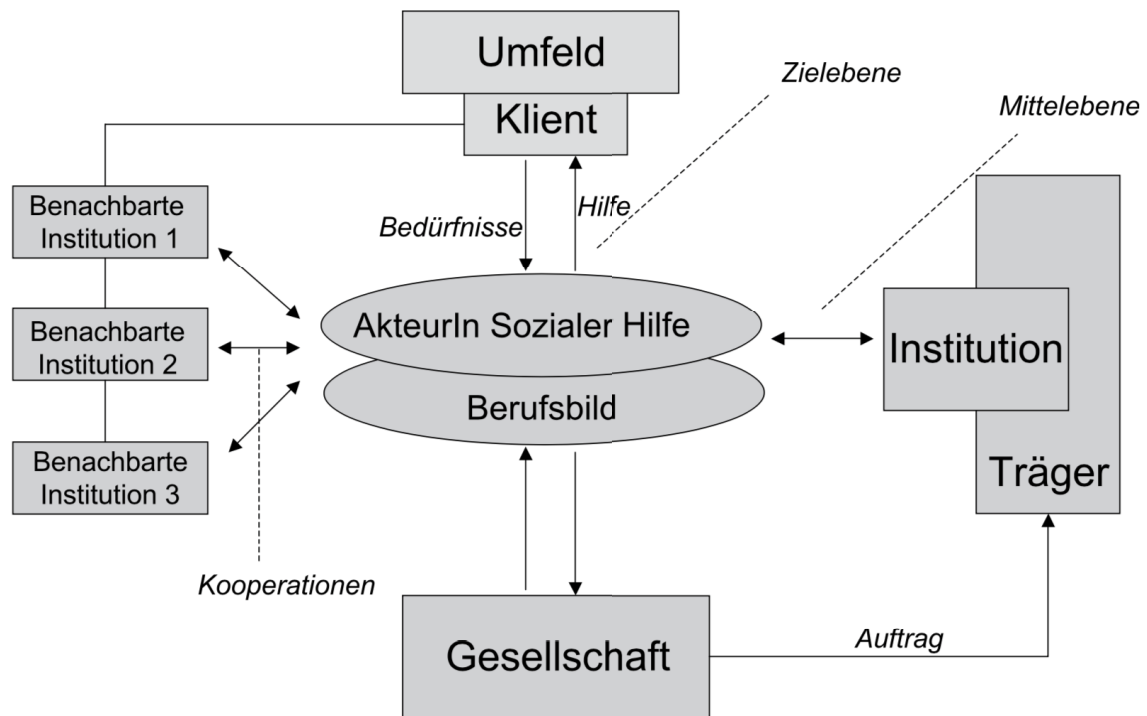 Umfeld
Klient
Zielebene
Mittelebene
Benachbarte
Institution 1
Bedürfnisse
Hilfe
Benachbarte
Institution 2
AkteurIn Sozialer Hilfe
Institution
Berufsbild
Benachbarte
Institution 3
Träger
Kooperationen
Gesellschaft
Auftrag